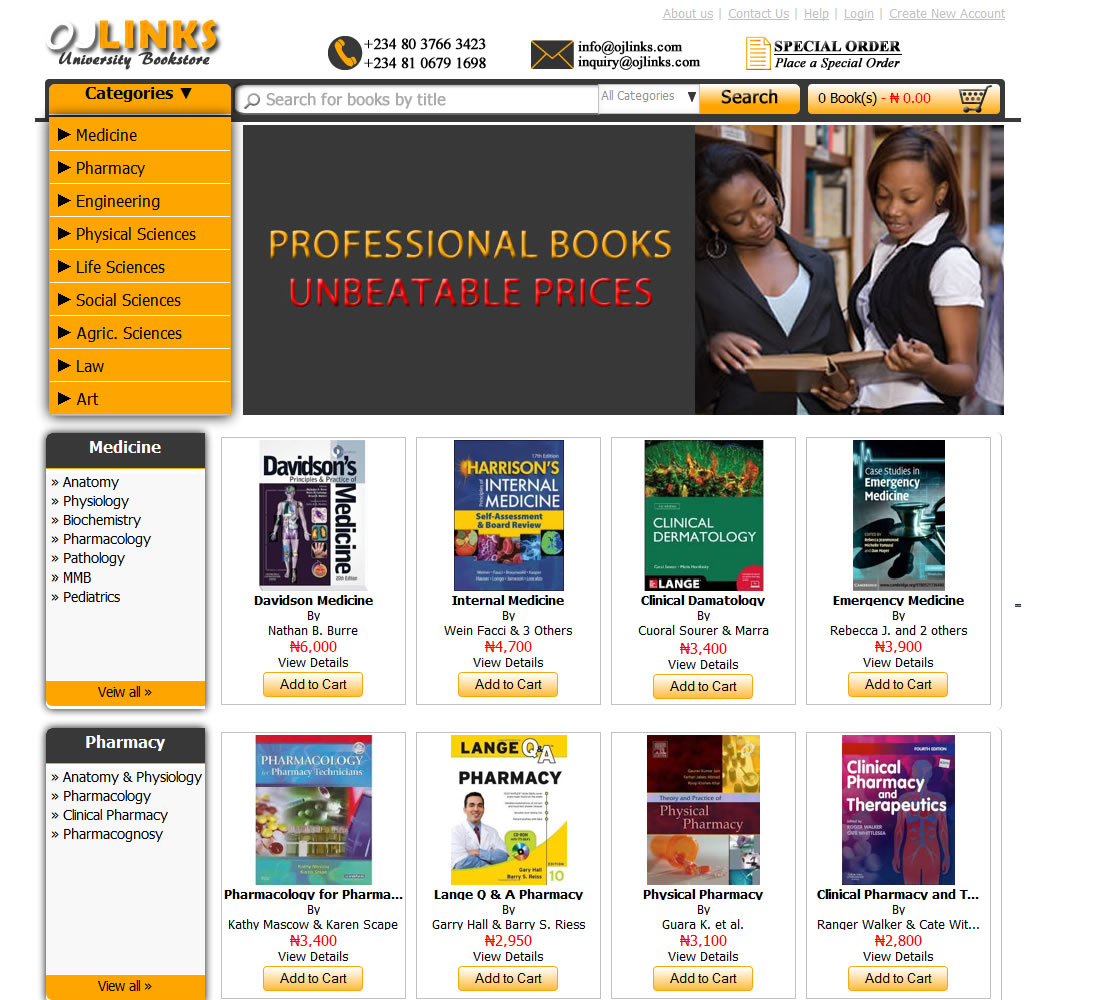 About us | Contact Us | Help | Login | Create New Account
OJLINKS
University Bookstore
+234 80 3766 3423
+234 81 0679 1698
info@ojlinks.com
inquiry@ojlinks.com
SPECIAL ORDER
Place a Special Order
Categories ▼
Search for books by title
All Categories ▼
Search
0 Book(s) - ₦ 0.00
► Medicine
► Pharmacy
► Engineering
► Physical Sciences
► Life Sciences
► Social Sciences
► Agric. Sciences
► Law
► Art
PROFESSIONAL BOOKS
UNBEATABLE PRICES
Medicine
» Anatomy
» Physiology
» Biochemistry
» Pharmacology
» Pathology
» MMB
» Pediatrics
Veiw all »
Davidson's
Principles & Practice of
Medicine
Davidson Medicine
By
Nathan B. Burre
₦6,000
View Details
Add to Cart
17th Edition
HARRISON'S
Principles of
INTERNAL
MEDICINE
Self-Assessment
& Board Review
Internal Medicine
By
Wein Facci & 3 Others
₦4,700
View Details
Add to Cart
CLINICAL
DERMATOLOGY
LANGE
Clinical Damatology
By
Cuoral Sourer & Marra
₦3,400
View Details
Add to Cart
Case Studies in
Emergency
Medicine
Emergency Medicine
By
Rebecca J. and 2 others
₦3,900
View Details
Add to Cart
Pharmacy
» Anatomy & Physiology
» Pharmacology
» Clinical Pharmacy
» Pharmacognosy
View all »
PHARMACOLOGY
for Pharmacy Technicians
Pharmacology for Pharma...
By
Kathy Mascow & Karen Scape
₦3,400
View Details
Add to Cart
LANGE Q&A
PHARMACY
CD-ROM
Gary Hall
Barry S. Reiss
EDITION
10
Lange Q & A Pharmacy
By
Garry Hall & Barry S. Riess
₦2,950
View Details
Add to Cart
Theory and Practice of
Physical
Pharmacy
Physical Pharmacy
By
Guara K. et al.
₦3,100
View Details
Add to Cart
FOURTH EDITION
Clinical
Pharmacy
and
Therapeutics
Edited by
ROGER WALKER
CATE WHITTLESEA
Clinical Pharmacy and T...
By
Ranger Walker & Cate Wit...
₦2,800
View Details
Add to Cart